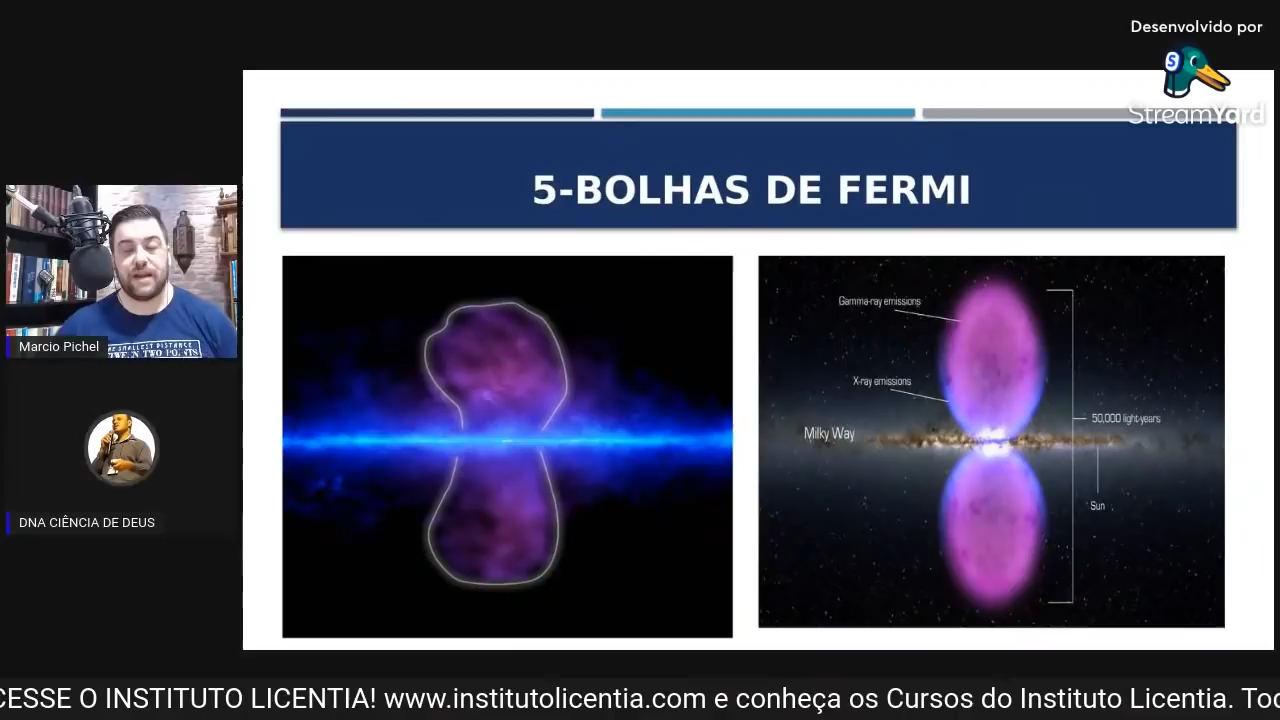 Desenvolvido por
StreamYard
5-BOLHAS DE FERMI
Marcio Pichel
DNA CIÊNCIA DE DEUS
Gamma-ray emissions
X-ray emissions
Milky Way
50,000 light-years
Sun
CESSE O INSTITUTO LICENTIA! www.institutolicentia.com e conheça os Cursos do Instituto Licentia. Too